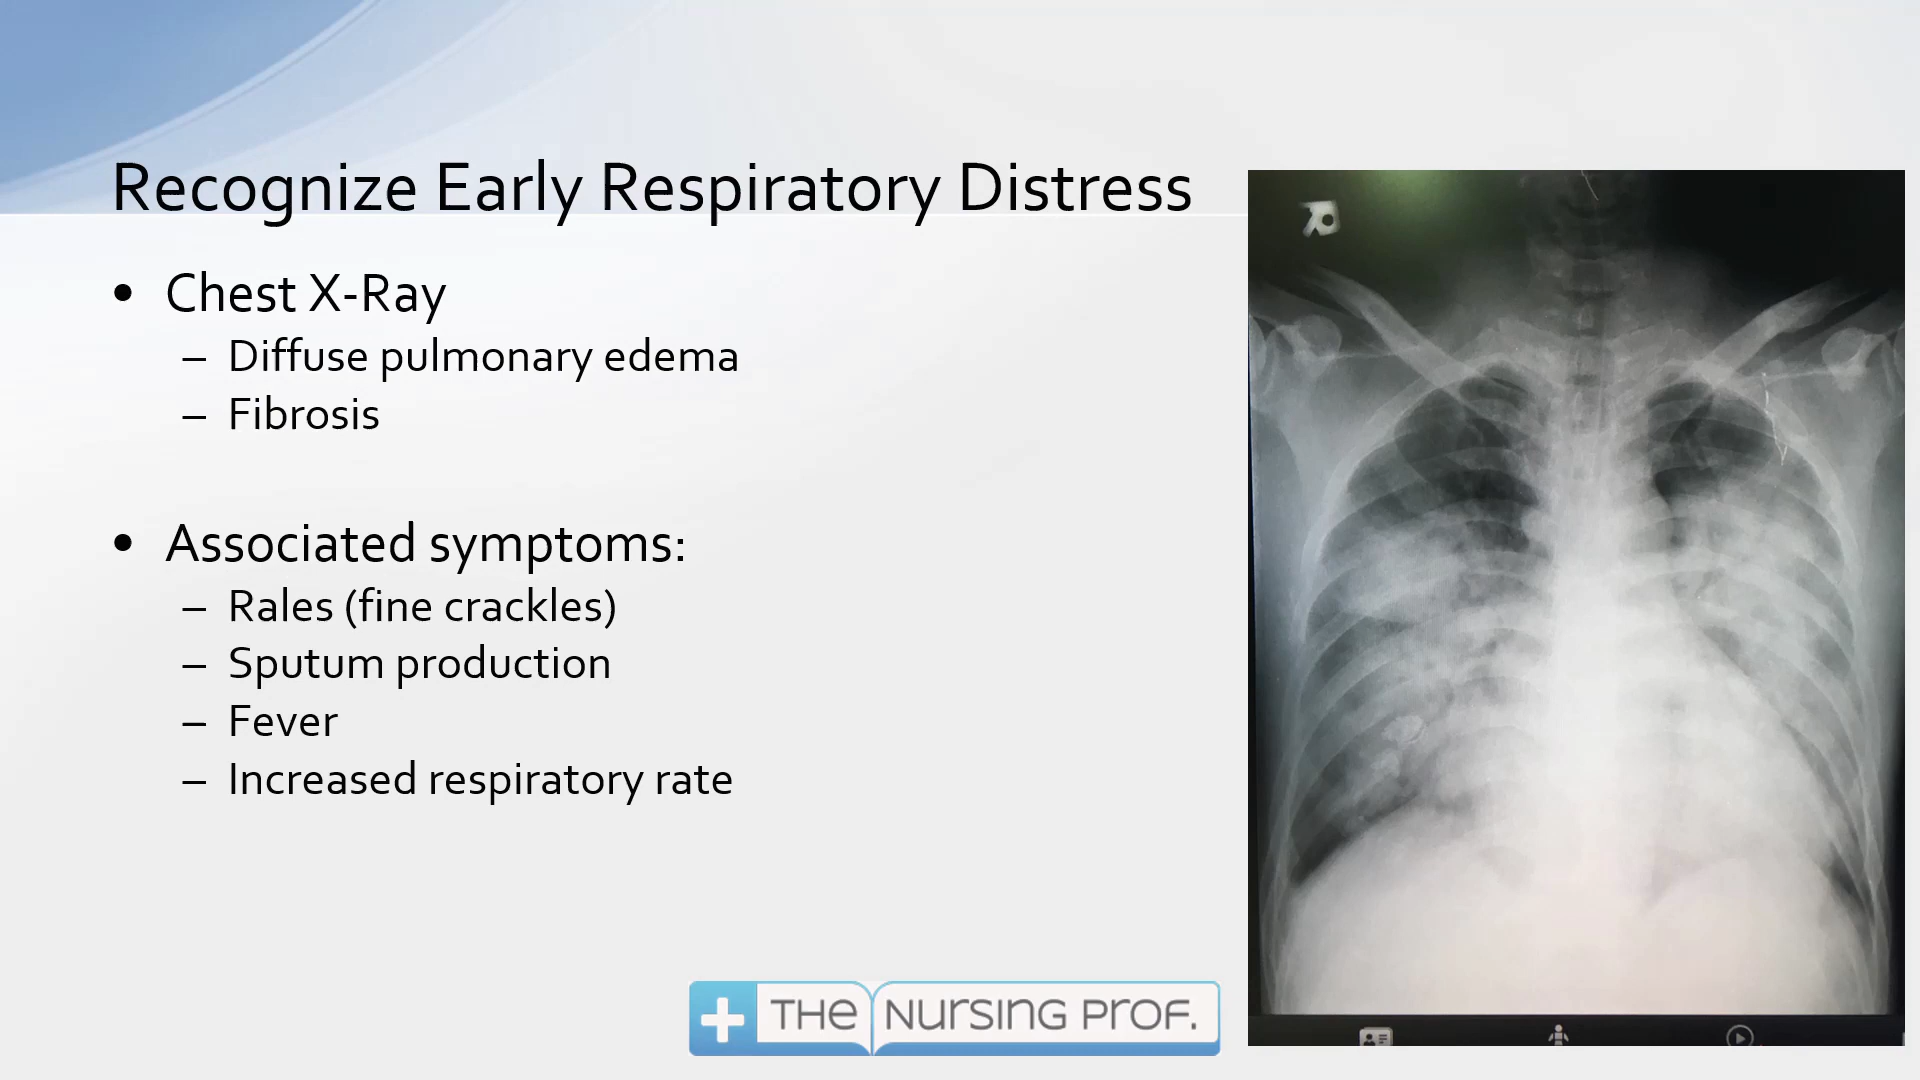 Recognize Early Respiratory Distress
• Chest X-Ray
– Diffuse pulmonary edema
– Fibrosis
• Associated symptoms:
– Rales (fine crackles)
– Sputum production
– Fever
– Increased respiratory rate
THE NURSING PROF.